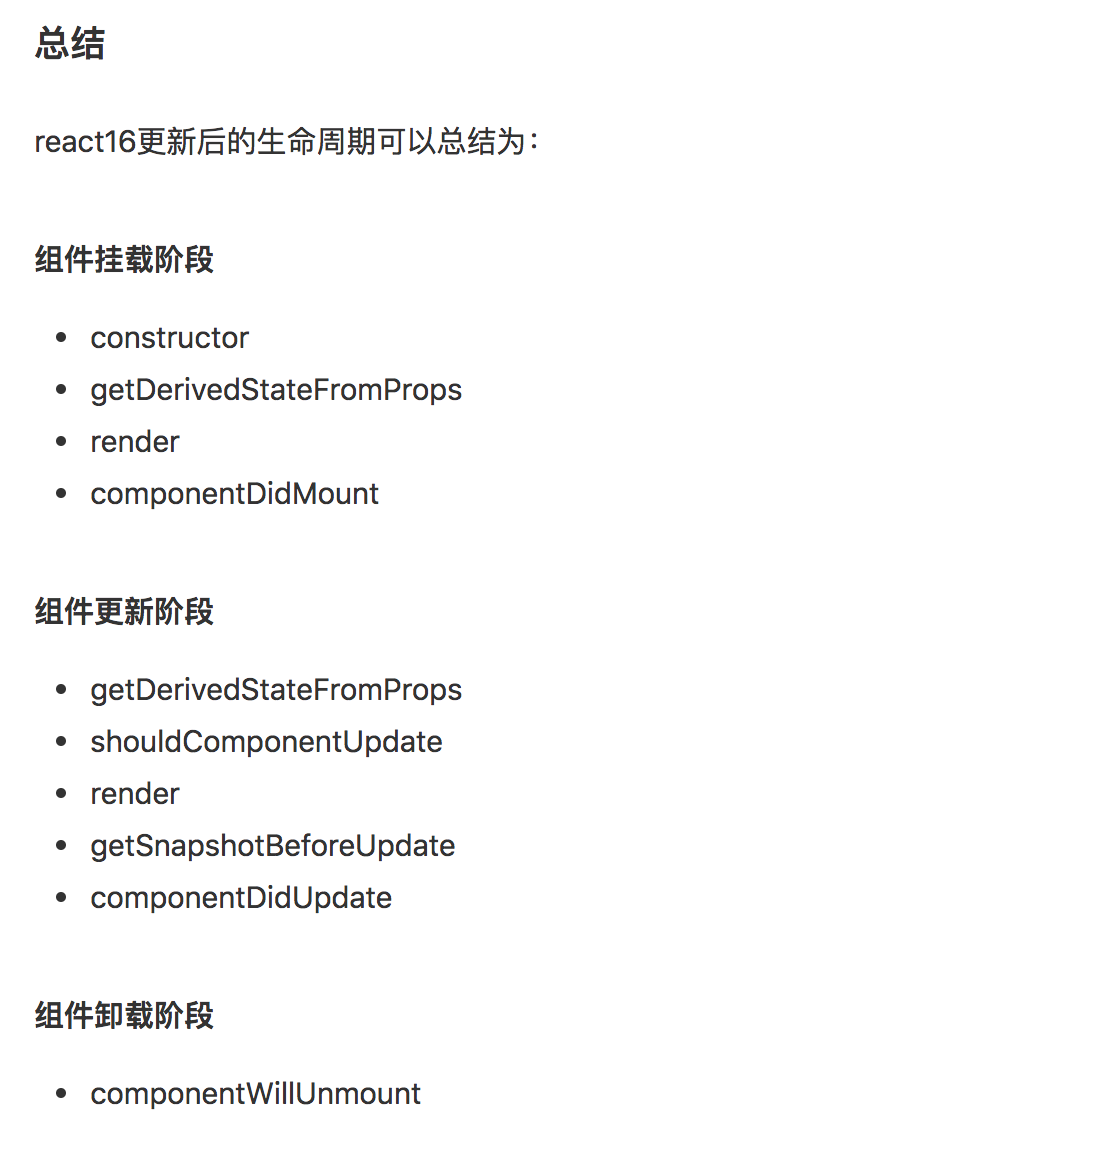 总结
react16更新后的生命周期可以总结为：
组件挂载阶段
• constructor
• getDerivedStateFromProps
• render
• componentDidMount
组件更新阶段
• getDerivedStateFromProps
• shouldComponentUpdate
• render
• getSnapshotBeforeUpdate
• componentDidUpdate
组件卸载阶段
• componentWillUnmount